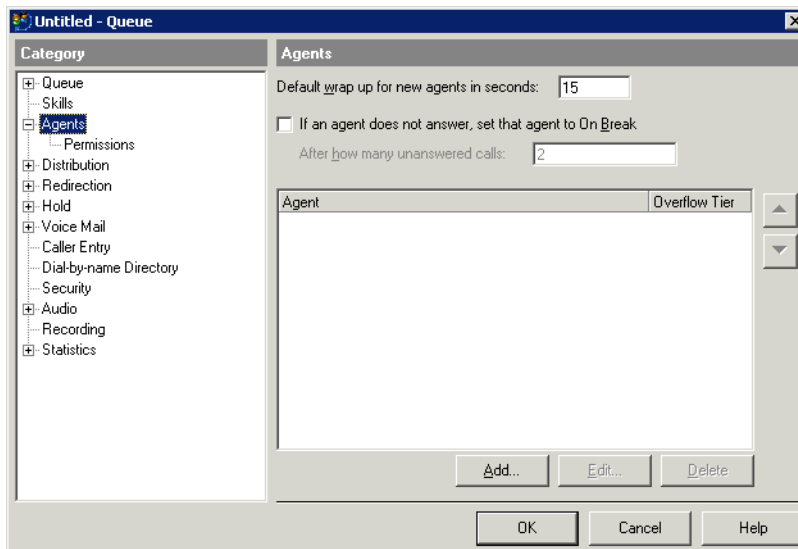 Untitled - Queue
Category
Agents
Queue
Skills
Agents
Permissions
Distribution
Redirection
Hold
Voice Mail
Caller Entry
Dial-by-name Directory
Security
Audio
Recording
Statistics
Default wrap up for new agents in seconds: 15
If an agent does not answer, set that agent to On Break
After how many unanswered calls: 2
Agent Overflow Tier
Add... Edit... Delete
OK Cancel Help